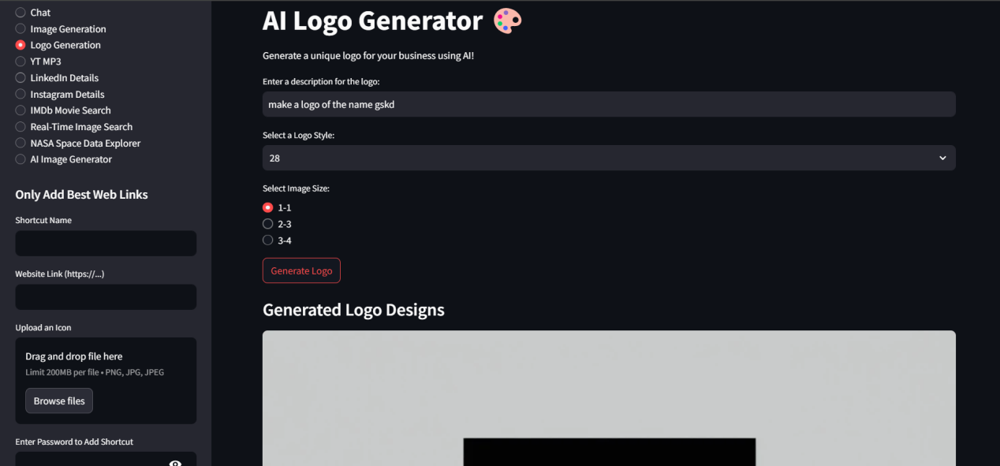 Chat
Image Generation
Logo Generation
YT MP3
LinkedIn Details
Instagram Details
IMDb Movie Search
Real-Time Image Search
NASA Space Data Explorer
AI Image Generator
Only Add Best Web Links
Shortcut Name
Website Link (https://...)
Upload an Icon
Drag and drop file here
Limit 200MB per file • PNG, JPG, JPEG
Browse files
Enter Password to Add Shortcut
AI Logo Generator
Generate a unique logo for your business using AI!
Enter a description for the logo:
make a logo of the name gskd
Select a Logo Style:
28
Select Image Size:
1-1
2-3
3-4
Generate Logo
Generated Logo Designs